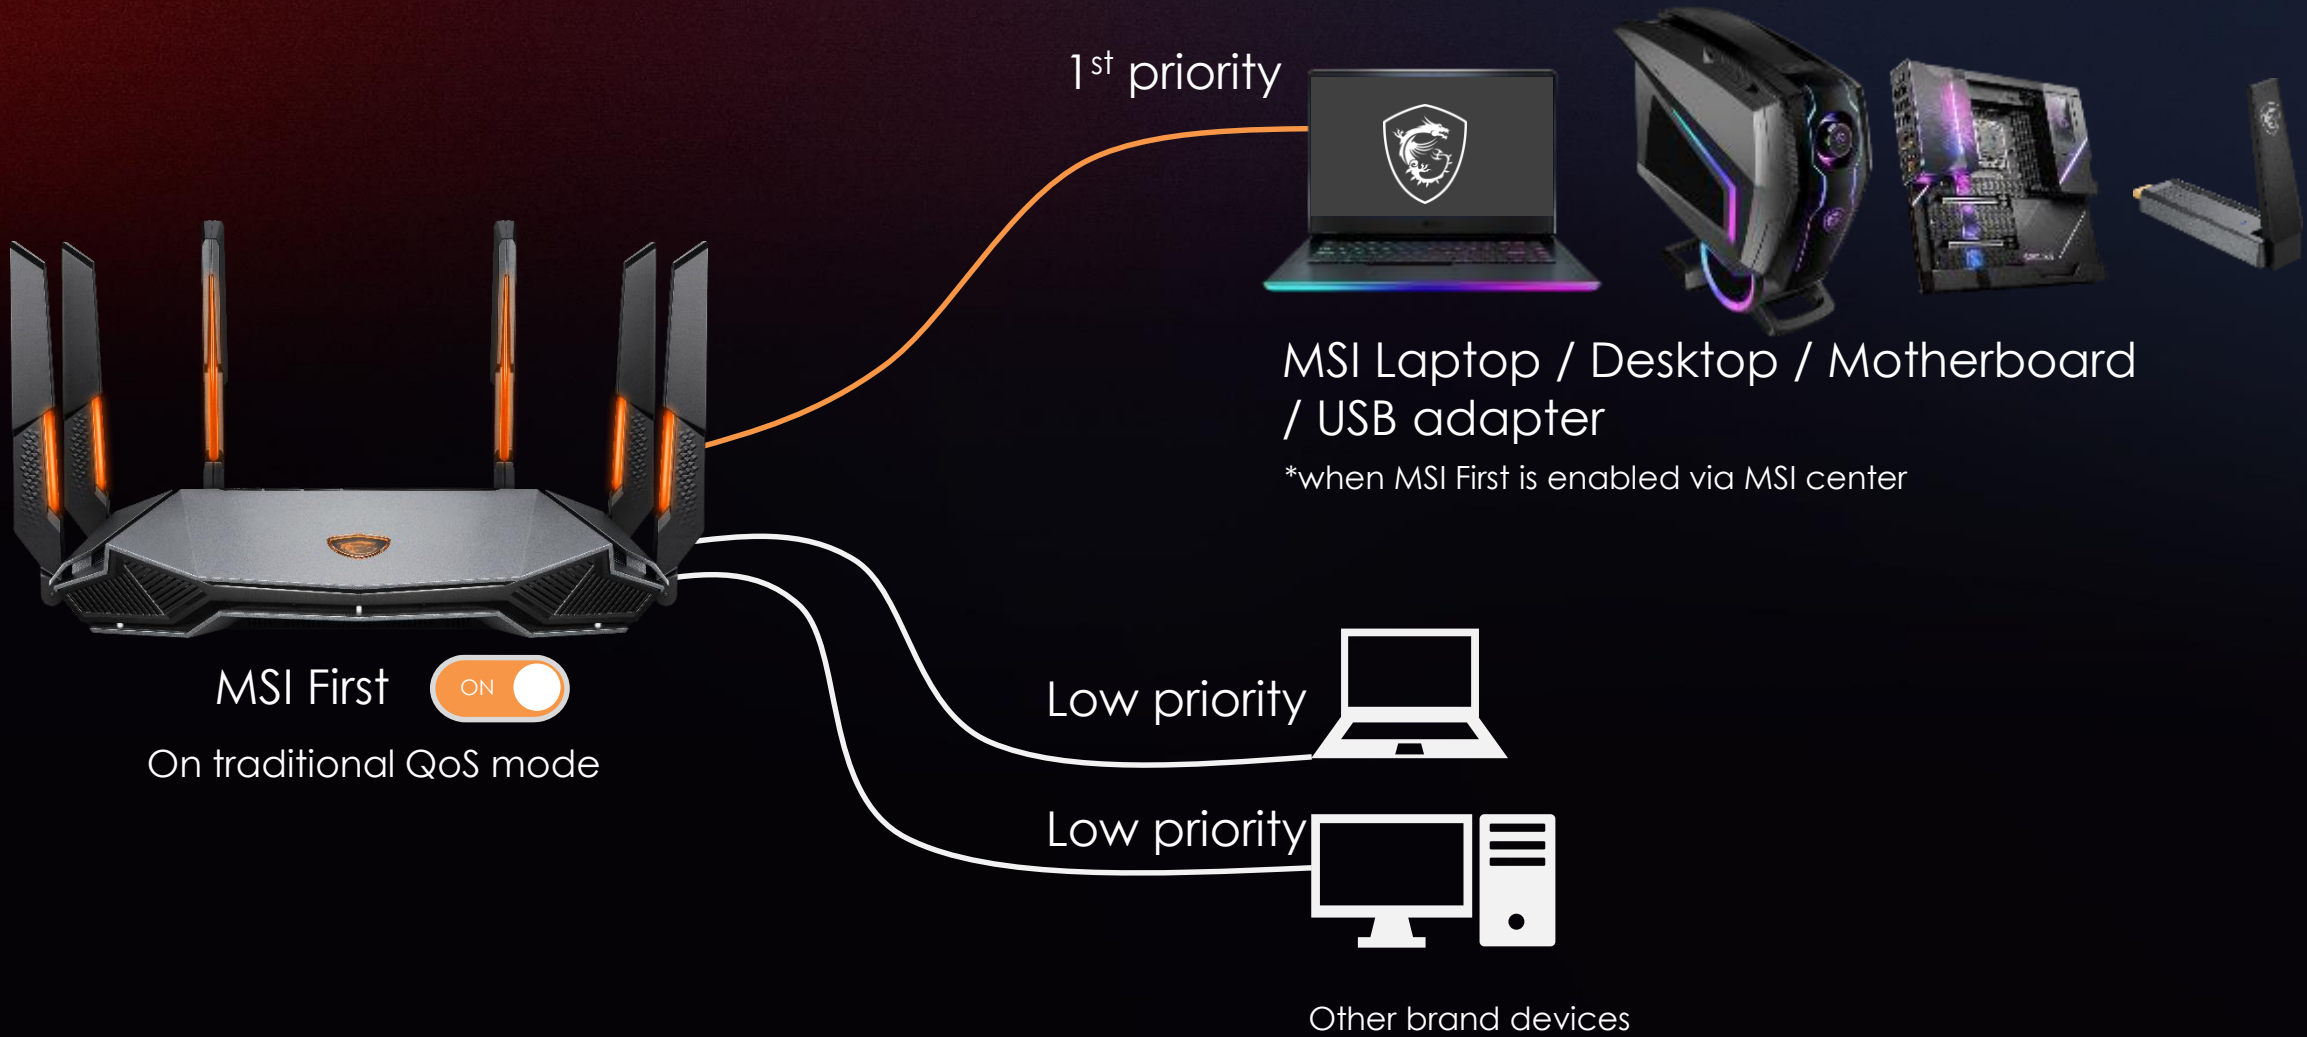 1st priority
MSI Laptop / Desktop / Motherboard
/ USB adapter
*when MSI First is enabled via MSI center
MSI First
ON
On traditional QoS mode
Low priority
Low priority
Other brand devices